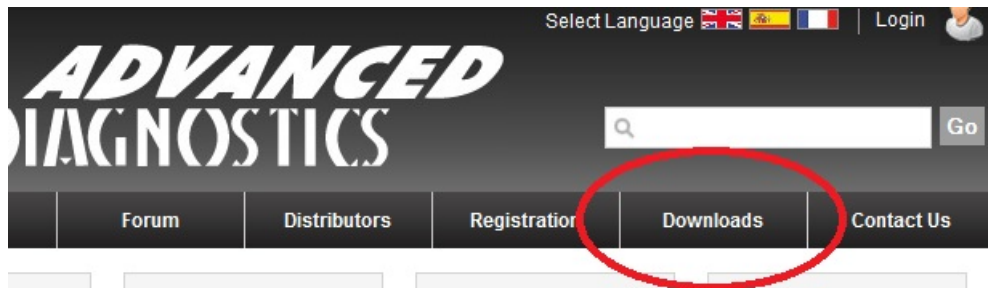 Select Language
Login
ADVANCED
DIAGNOSTICS
Go
Forum
Distributors
Registration
Downloads
Contact Us